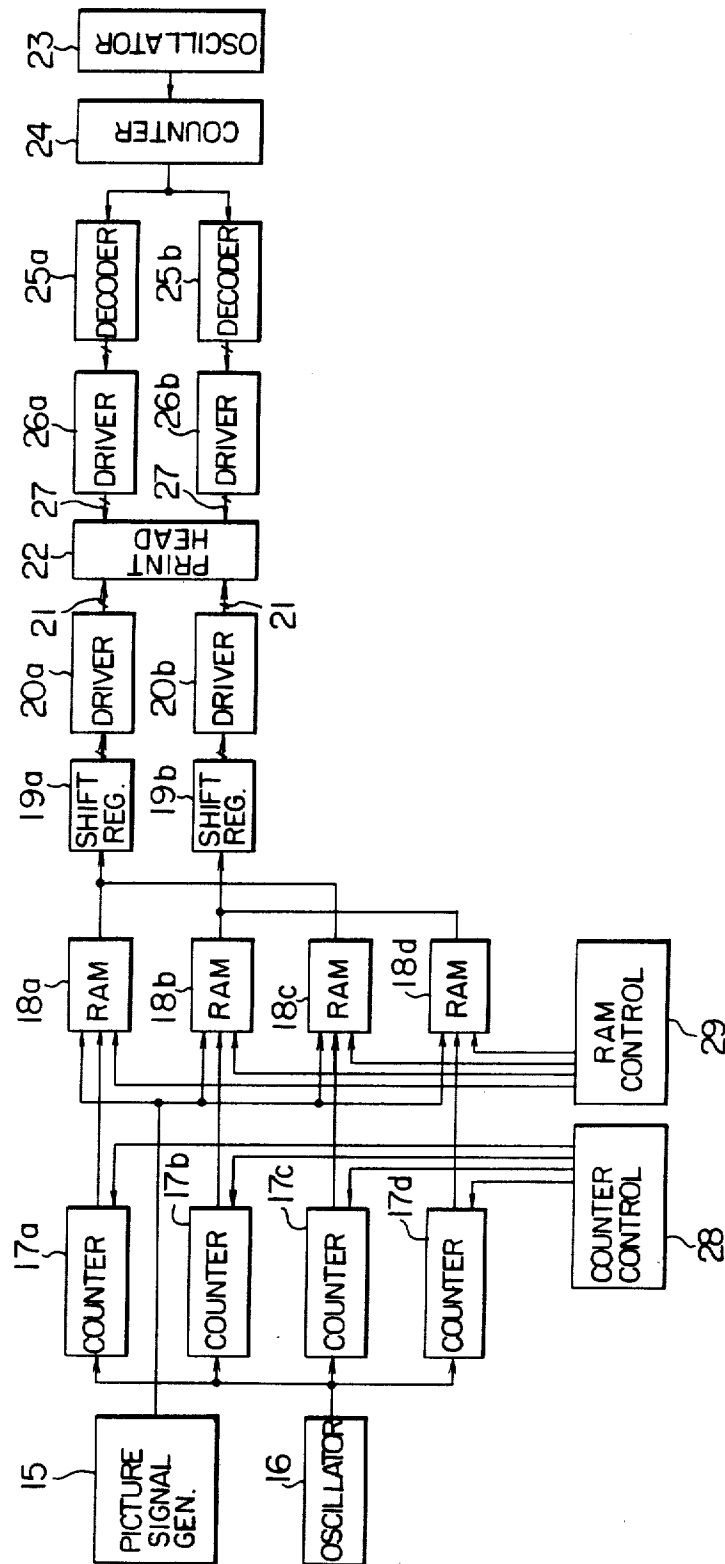 15
PICTURE
SIGNAL
GEN.
16
OSCILLATOR
17a
COUNTER
17b
COUNTER
17c
COUNTER
17d
COUNTER
COUNTER
CONTROL
28
18a
RAM
18b
RAM
18c
RAM
18d
RAM
RAM
CONTROL
29
19a
SHIFT
REG.
19b
SHIFT
REG.
20a
DRIVER
20b
DRIVER
21
21
22
PRINT
HEAD
27
27
26a
DRIVER
26b
DRIVER
25a
DECODER
25b
DECODER
24
COUNTER
23
OSCILLATOR